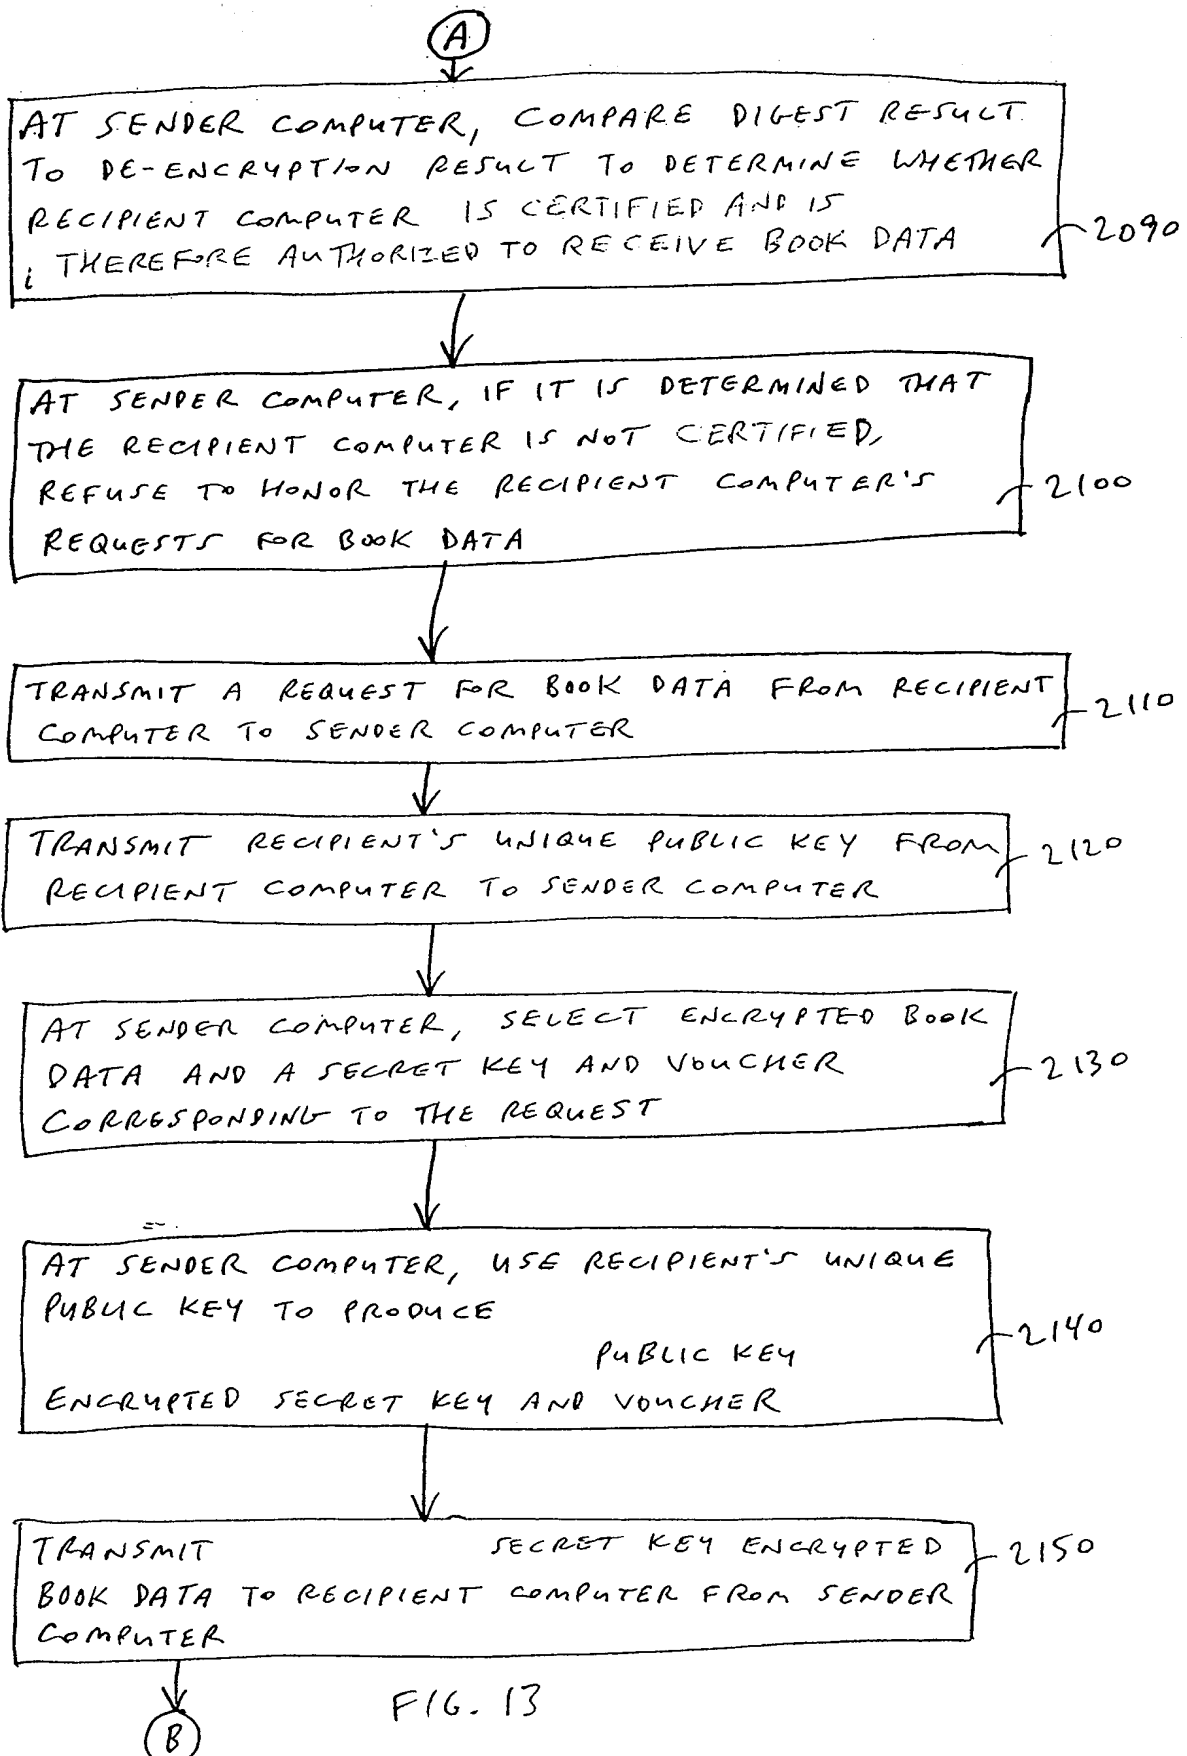 A
AT SENDER COMPUTER, COMPARE DIGEST RESULT
TO DE-ENCRYPTION RESULT TO DETERMINE WHETHER
RECIPIENT COMPUTER IS CERTIFIED AND IS
THEREFORE AUTHORIZED TO RECEIVE BOOK DATA
2090
AT SENDER COMPUTER, IF IT IS DETERMINED THAT
THE RECIPIENT COMPUTER IS NOT CERTIFIED,
REFUSE TO HONOR THE RECIPIENT COMPUTER'S
REQUESTS FOR BOOK DATA
2100
TRANSMIT A REQUEST FOR BOOK DATA FROM RECIPIENT
COMPUTER TO SENDER COMPUTER
2110
TRANSMIT RECIPIENT'S UNIQUE PUBLIC KEY FROM
RECIPIENT COMPUTER TO SENDER COMPUTER
2120
AT SENDER COMPUTER, SELECT ENCRYPTED BOOK
DATA AND A SECRET KEY AND VOUCHER
CORRESPONDING TO THE REQUEST
2130
AT SENDER COMPUTER, USE RECIPIENT'S UNIQUE
PUBLIC KEY TO PRODUCE
PUBLIC KEY
ENCRYPTED SECRET KEY AND VOUCHER
2140
TRANSMIT SECRET KEY ENCRYPTED
BOOK DATA TO RECIPIENT COMPUTER FROM SENDER
COMPUTER
2150
B
FIG. 13